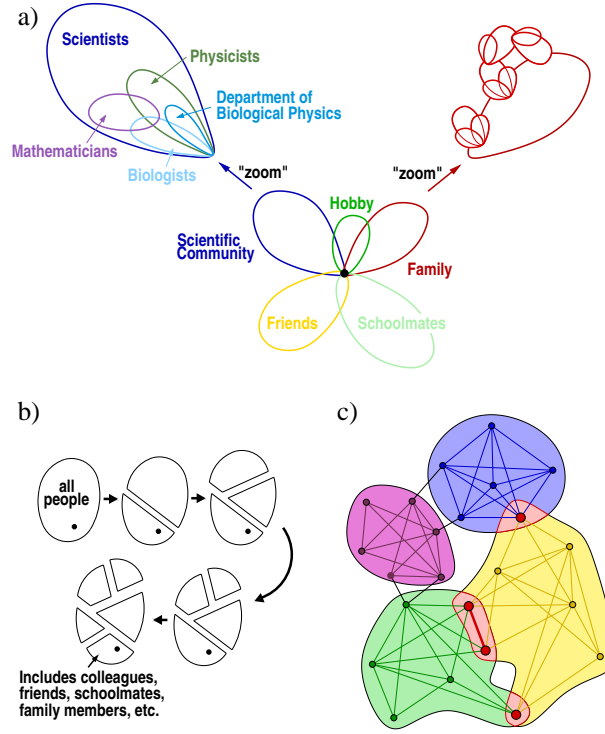 a)
Scientists
Physicists
Department of
Biological Physics
Mathematicians
Biologists
"zoom"
"zoom"
Hobby
Scientific
Community
Family
Friends
Schoolmates
b)
all
people
Includes colleagues,
friends, schoolmates,
family members, etc.
c)